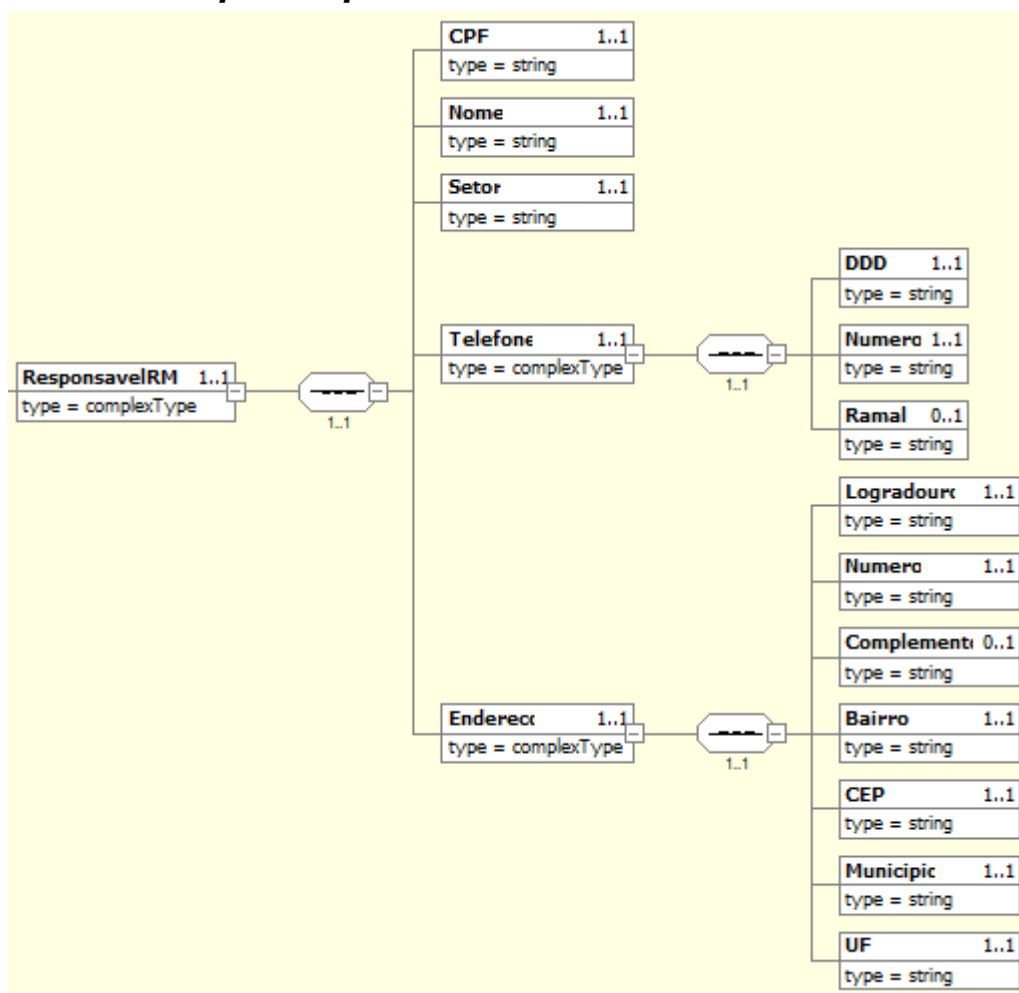 CPF 1..1
type = string
Nome 1..1
type = string
Setor 1..1
type = string
DDD 1..1
type = string
Telefone 1..1
type = complexType
1..1
Numero 1..1
type = string
ResponsavelRM 1..1
type = complexType
1..1
Ramal 0..1
type = string
Logradouro 1..1
type = string
Numero 1..1
type = string
Complemento 0..1
type = string
Endereco 1..1
type = complexType
1..1
Bairro 1..1
type = string
CEP 1..1
type = string
Municipio 1..1
type = string
UF 1..1
type = string